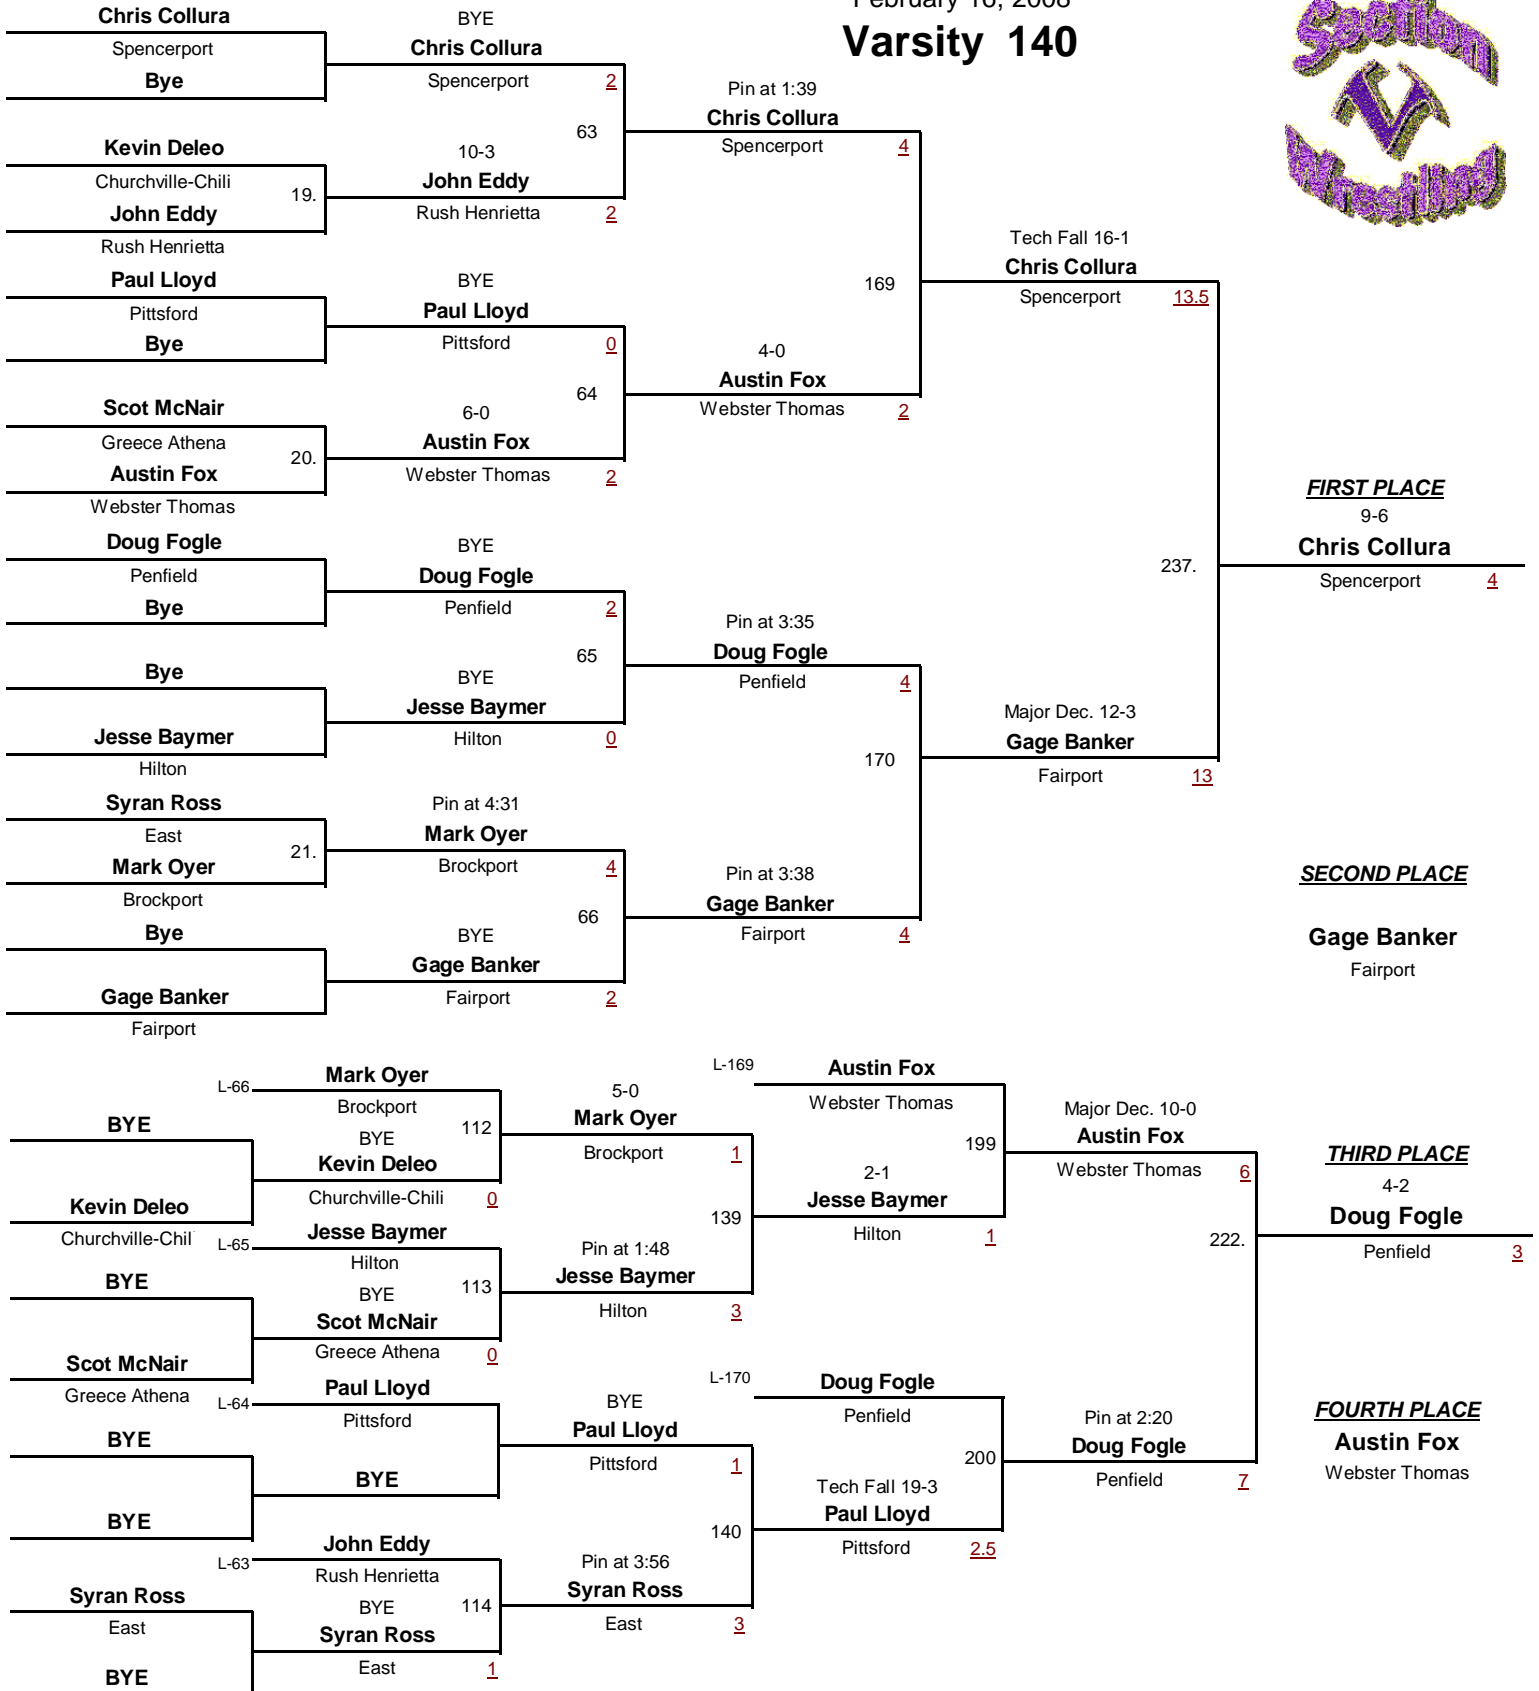 February 16, 2008
Varsity 140
Section
V
Wrestling
Chris Collura
Spencerport
Bye
Kevin Deleo
Churchville-Chili
19.
John Eddy
Rush Henrietta
Paul Lloyd
Pittsford
Bye
Scot McNair
Greece Athena
20.
Austin Fox
Webster Thomas
Doug Fogle
Penfield
Bye
Bye
Jesse Baymer
Hilton
Syran Ross
East
21.
Mark Oyer
Brockport
Bye
Gage Banker
Fairport
BYE
Chris Collura
Spencerport 2
63
10-3
John Eddy
Rush Henrietta 2
BYE
Paul Lloyd
Pittsford 0
64
6-0
Austin Fox
Webster Thomas 2
BYE
Doug Fogle
Penfield 2
65
BYE
Jesse Baymer
Hilton 0
Pin at 4:31
Mark Oyer
Brockport 4
66
BYE
Gage Banker
Fairport 2
Pin at 1:39
Chris Collura
Spencerport 4
169
4-0
Austin Fox
Webster Thomas 2
Pin at 3:35
Doug Fogle
Penfield 4
170
Pin at 3:38
Gage Banker
Fairport 4
Tech Fall 16-1
Chris Collura
Spencerport 13.5
237.
Major Dec. 12-3
Gage Banker
Fairport 13
FIRST PLACE
9-6
Chris Collura
Spencerport 4
SECOND PLACE
Gage Banker
Fairport
BYE
Kevin Deleo
Churchville-Chil
BYE
Scot McNair
Greece Athena
BYE
BYE
Syran Ross
East
BYE
L-66
Mark Oyer
Brockport
112
BYE
Kevin Deleo
Churchville-Chili 0
L-65
Jesse Baymer
Hilton
113
BYE
Scot McNair
Greece Athena 0
L-64
Paul Lloyd
Pittsford
BYE
L-63
John Eddy
Rush Henrietta
114
BYE
Syran Ross
East 1
5-0
Mark Oyer
Brockport 1
139
Pin at 1:48
Jesse Baymer
Hilton 3
BYE
Paul Lloyd
Pittsford 1
140
Pin at 3:56
Syran Ross
East 3
L-169
Austin Fox
Webster Thomas
199
2-1
Jesse Baymer
Hilton 1
L-170
Doug Fogle
Penfield
200
Tech Fall 19-3
Paul Lloyd
Pittsford 2.5
Major Dec. 10-0
Austin Fox
Webster Thomas 6
222.
Pin at 2:20
Doug Fogle
Penfield 7
THIRD PLACE
4-2
Doug Fogle
Penfield 3
FOURTH PLACE
Austin Fox
Webster Thomas